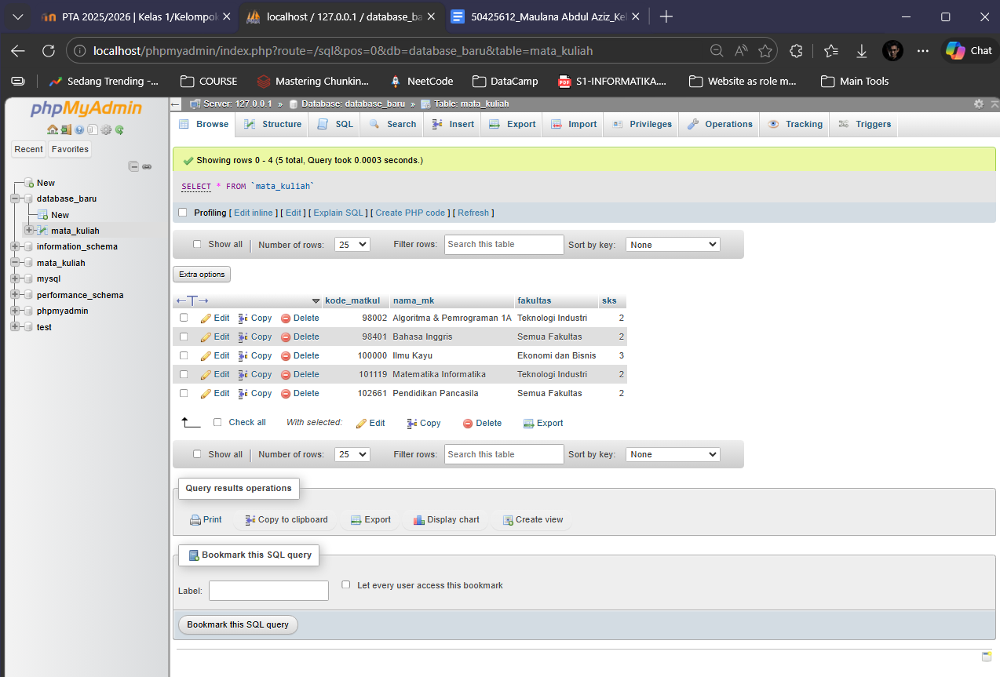 PTA 2025/2026 | Kelas 1/Kelompok
localhost / 127.0.0.1 / database_ba
50425612_Maulana Abdul Aziz_Kel
localhost/phpmyadmin/index.php?route=/sql&pos=0&db=database_baru&table=mata_kuliah
Chat
Sedang Trending -...
COURSE
Mastering Chunkin...
NeetCode
DataCamp
S1-INFORMATIKA....
Website as role m...
Main Tools
phpMyAdmin
Recent Favorites
New
database_baru
New
mata_kuliah
information_schema
mata_kuliah
mysql
performance_schema
phpmyadmin
test
Server: 127.0.0.1 » Database: database_baru » Table: mata_kuliah
Browse Structure SQL Search Insert Export Import Privileges Operations Tracking Triggers
Showing rows 0 - 4 (5 total, Query took 0.0003 seconds.)
SELECT * FROM `mata_kuliah`
Profiling [ Edit inline ] [ Edit ] [ Explain SQL ] [ Create PHP code ] [ Refresh ]
Show all | Number of rows: 25 Filter rows: Search this table Sort by key: None
Extra options
←T→ kode_matkul nama_mk fakultas sks
Edit Copy Delete 98002 Algoritma & Pemrograman 1A Teknologi Industri 2
Edit Copy Delete 98401 Bahasa Inggris Semua Fakultas 2
Edit Copy Delete 100000 Ilmu Kayu Ekonomi dan Bisnis 3
Edit Copy Delete 101119 Matematika Informatika Teknologi Industri 2
Edit Copy Delete 102661 Pendidikan Pancasila Semua Fakultas 2
Check all With selected: Edit Copy Delete Export
Show all | Number of rows: 25 Filter rows: Search this table Sort by key: None
Query results operations
Print Copy to clipboard Export Display chart Create view
Bookmark this SQL query
Label: Let every user access this bookmark
Bookmark this SQL query